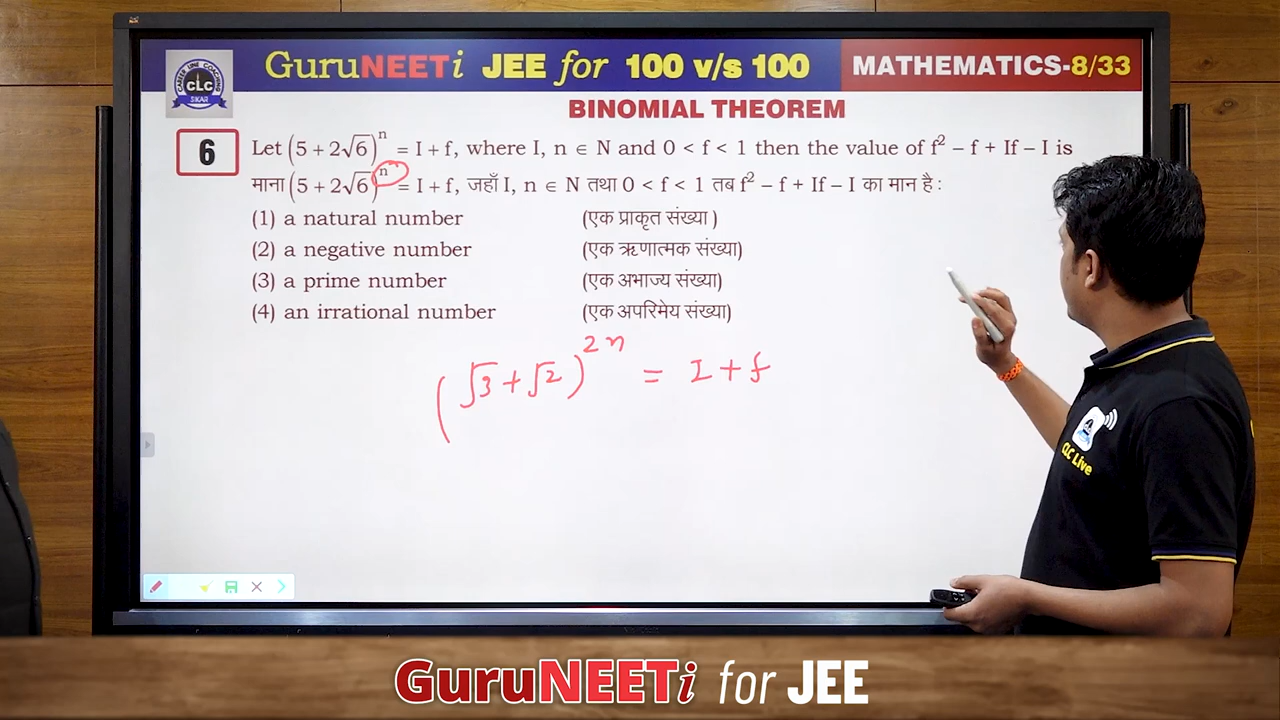 GuruNEETi JEE for 100 v/s 100 MATHEMATICS-8/33
BINOMIAL THEOREM
6 Let (5 + 2√6)ⁿ = I + f, where I, n ∈ N and 0 < f < 1 then the value of f² – f + If – I is
माना (5 + 2√6)ⁿ = I + f, जहाँ I, n ∈ N तथा 0 < f < 1 तब f² – f + If – I का मान है :
(1) a natural number (एक प्राकृत संख्या )
(2) a negative number (एक ऋणात्मक संख्या)
(3) a prime number (एक अभाज्य संख्या)
(4) an irrational number (एक अपरिमेय संख्या)
(√3 + √2)²ⁿ = I + f
CAREER LINE COACHING
CLC
SIKAR
CLC Live
GuruNEETi for JEE